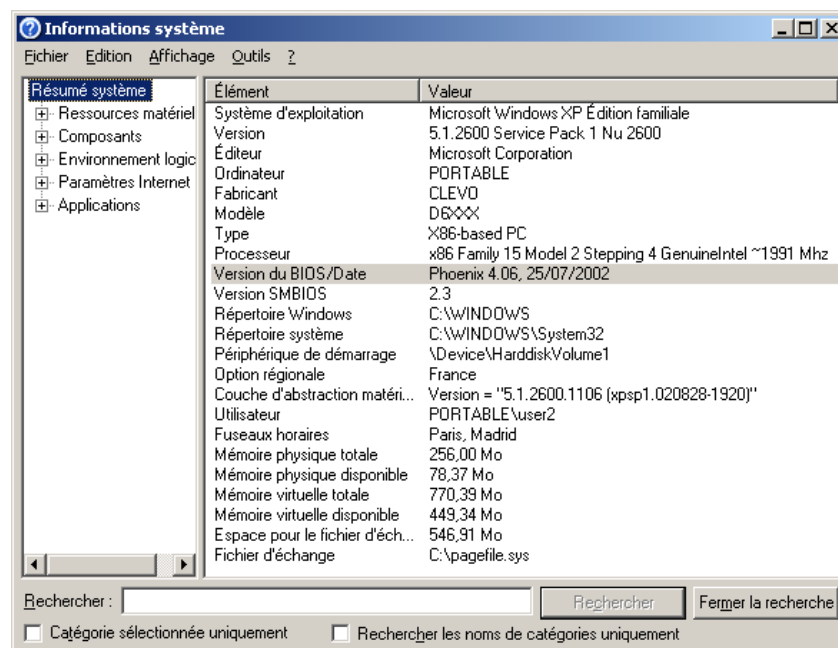 Informations système
Fichier Edition Affichage Outils ?
Résumé système
Ressources matériel
Composants
Environnement logic
Paramètres Internet
Applications
Élément Valeur
Système d'exploitation Microsoft Windows XP Édition familiale
Version 5.1.2600 Service Pack 1 Nu 2600
Éditeur Microsoft Corporation
Ordinateur PORTABLE
Fabricant CLEVO
Modèle D6XXX
Type X86-based PC
Processeur x86 Family 15 Model 2 Stepping 4 GenuineIntel ~1991 Mhz
Version du BIOS/Date Phoenix 4.06, 25/07/2002
Version SMBIOS 2.3
Répertoire Windows C:\WINDOWS
Répertoire système C:\WINDOWS\System32
Périphérique de démarrage \Device\HarddiskVolume1
Option régionale France
Couche d'abstraction matéri... Version = "5.1.2600.1106 (xpsp1.020828-1920)"
Utilisateur PORTABLE\user2
Fuseaux horaires Paris, Madrid
Mémoire physique totale 256,00 Mo
Mémoire physique disponible 78,37 Mo
Mémoire virtuelle totale 770,39 Mo
Mémoire virtuelle disponible 449,34 Mo
Espace pour le fichier d'éch... 546,91 Mo
Fichier d'échange C:\pagefile.sys
Rechercher : Rechercher Fermer la recherche
Catégorie sélectionnée uniquement Rechercher les noms de catégories uniquement